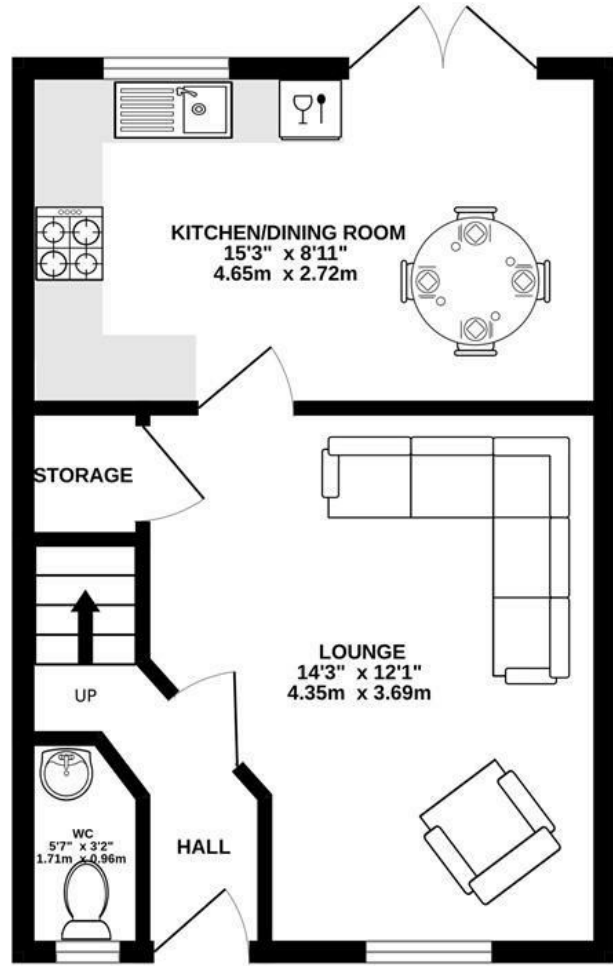 KITCHEN/DINING ROOM
15'3" x 8'11"
4.65m x 2.72m
STORAGE
LOUNGE
14'3" x 12'1"
4.35m x 3.69m
UP
WC
5'7" x 3'2"
1.71m x 0.96m
HALL